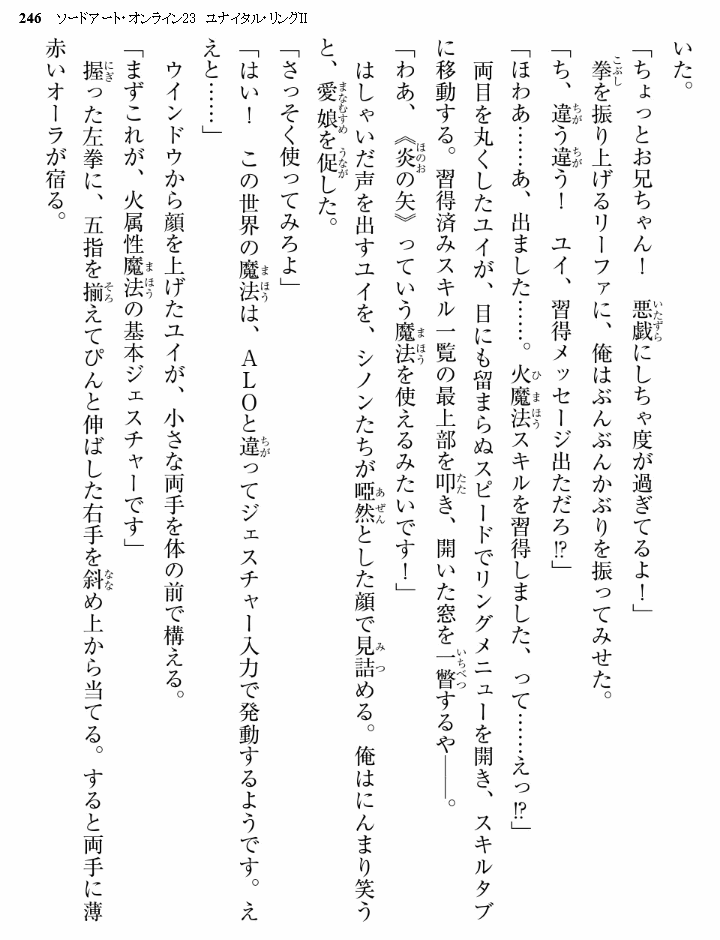 246　ソードアート・オンライン23　ユナイタル・リングⅡ
いた。
「ちょっとお兄ちゃん！　悪戯にしちゃ度が過ぎてるよ！」
　拳を振り上げるリーファに、俺はぶんぶんかぶりを振ってみせた。
「ち、違う違う！　ユイ、習得メッセージ出ただろ!?」
「ほわあ……あ、出ました……。火魔法スキルを習得しました、って……えっ!?」
　両目を丸くしたユイが、目にも留まらぬスピードでリングメニューを開き、スキルタブ
に移動する。習得済みスキル一覧の最上部を叩き、開いた窓を一瞥するや――。
「わあ、《炎の矢》っていう魔法を使えるみたいです！」
　はしゃいだ声を出すユイを、シノンたちが啞然とした顔で見詰める。俺はにんまり笑う
と、愛娘を促した。
「さっそく使ってみろよ」
「はい！　この世界の魔法は、ＡＬＯと違ってジェスチャー入力で発動するようです。え
えと……」
　ウインドウから顔を上げたユイが、小さな両手を体の前で構える。
「まずこれが、火属性魔法の基本ジェスチャーです」
　握った左拳に、五指を揃えてぴんと伸ばした右手を斜め上から当てる。すると両手に薄
赤いオーラが宿る。